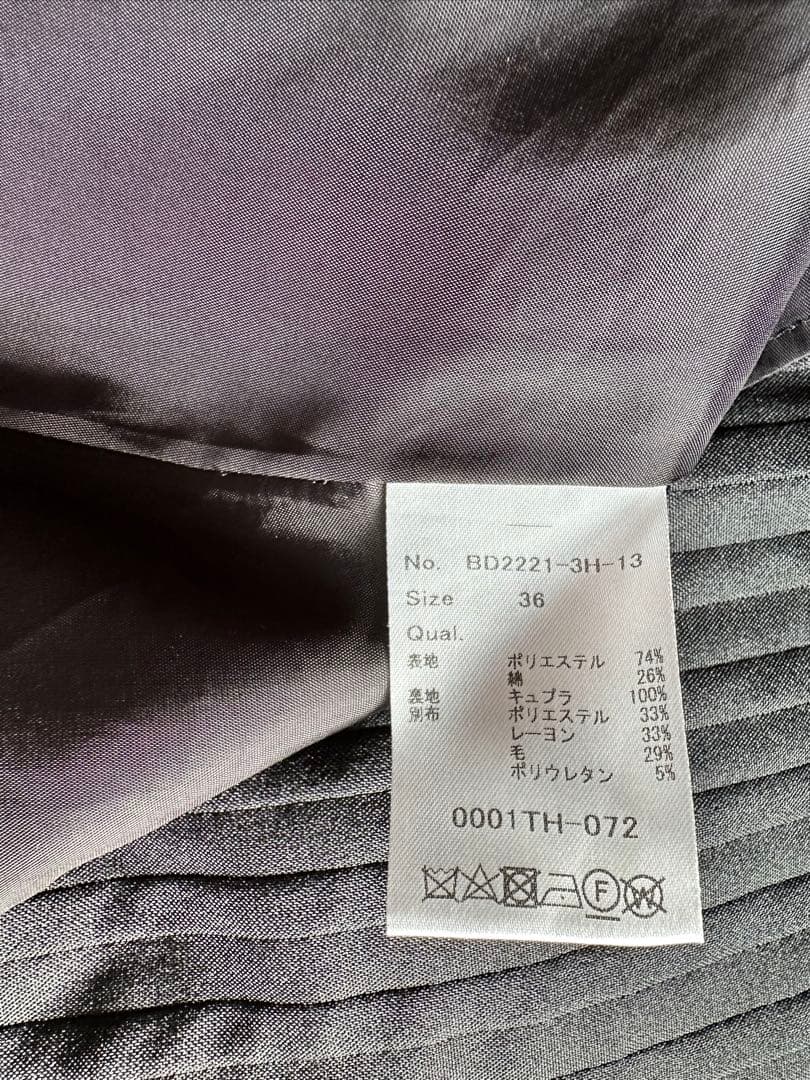 No. BD2221-3H-13
Size 36
Qual.
表地 ポリエステル 74%
綿 26%
裏地 キュプラ 100%
別布 ポリエステル 33%
レーヨン 33%
毛 29%
ポリウレタン 5%
0001TH-072
F W